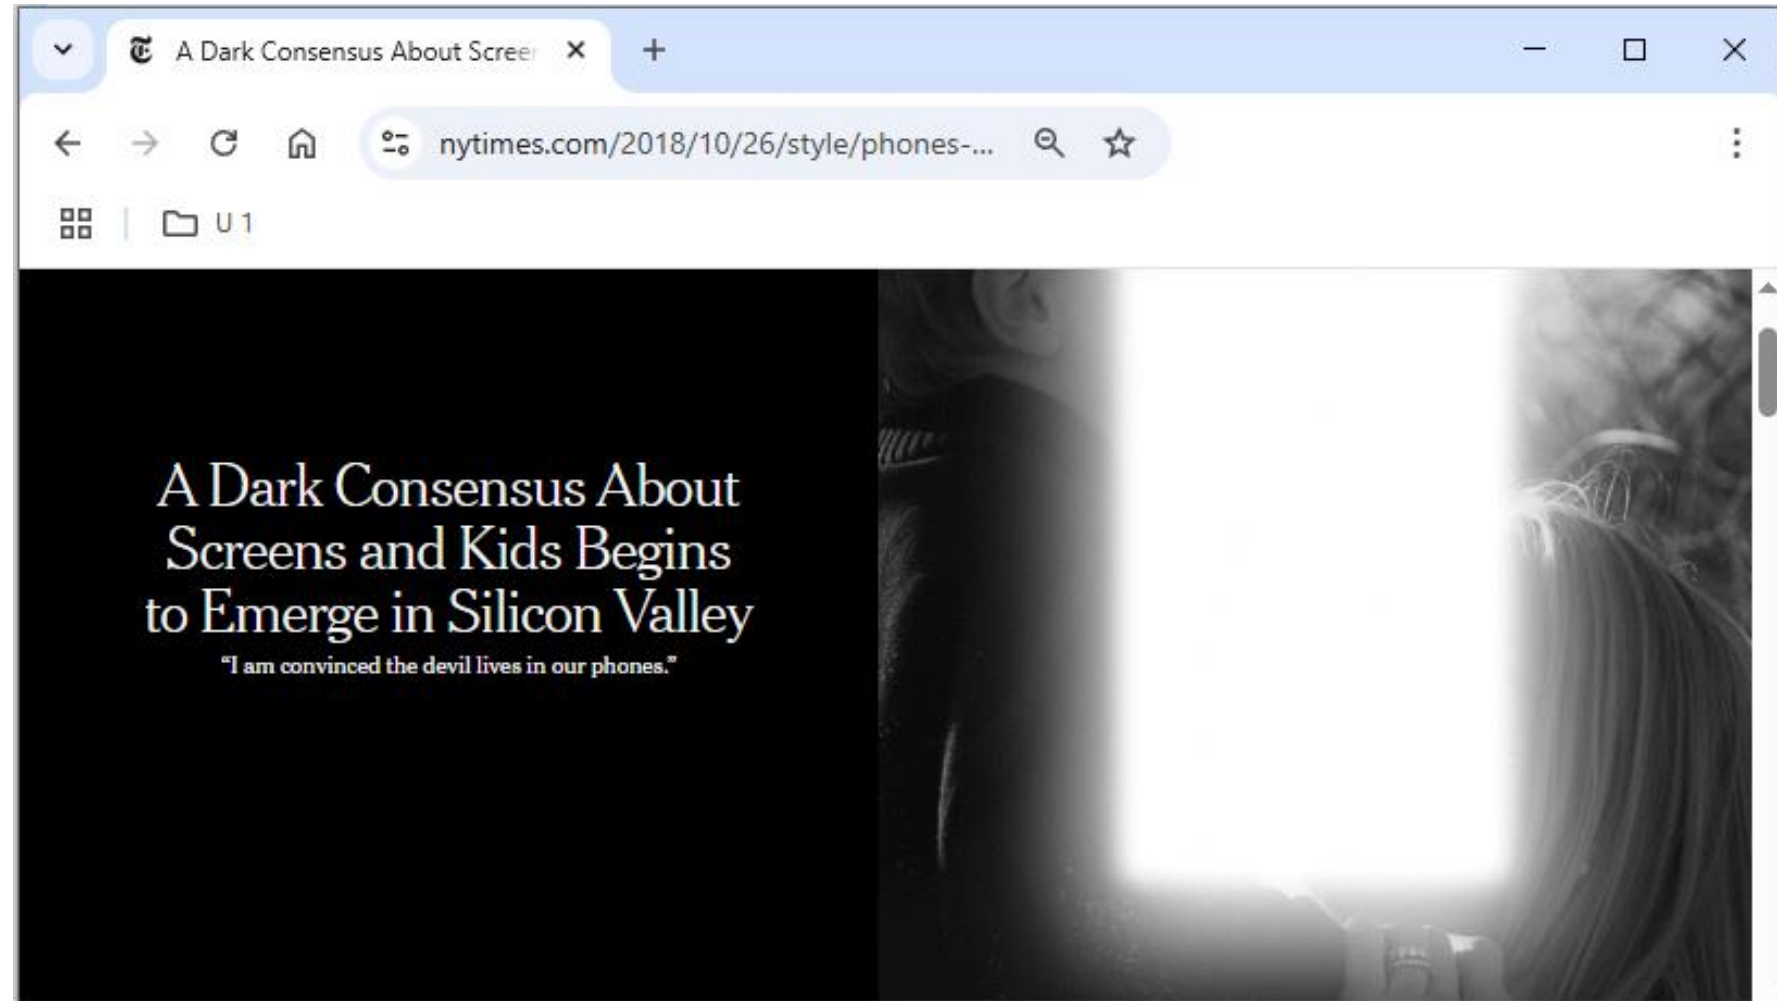 A Dark Consensus About Screen
nytimes.com/2018/10/26/style/phones-...
U 1
A Dark Consensus About
Screens and Kids Begins
to Emerge in Silicon Valley
“I am convinced the devil lives in our phones.”